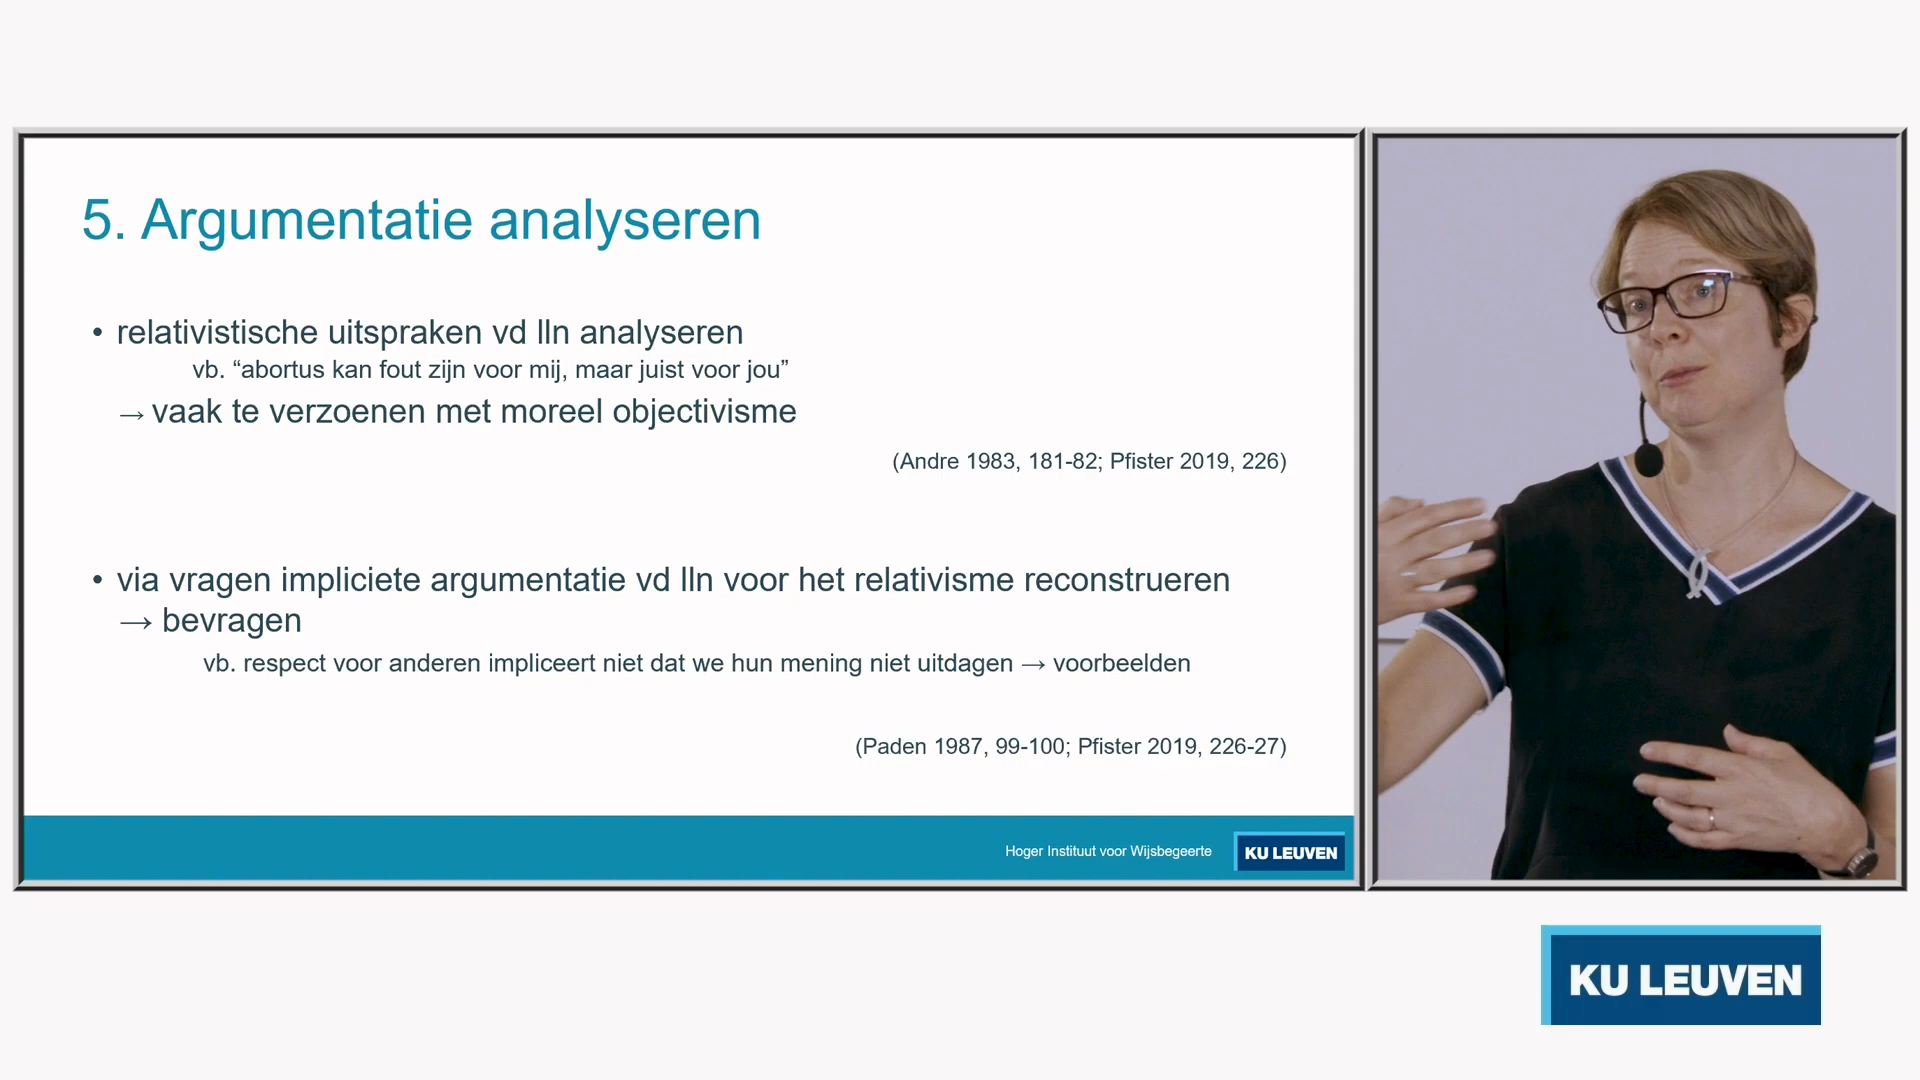 5. Argumentatie analyseren
• relativistische uitspraken vd lln analyseren
vb. “abortus kan fout zijn voor mij, maar juist voor jou”
→ vaak te verzoenen met moreel objectivisme
(Andre 1983, 181-82; Pfister 2019, 226)
• via vragen impliciete argumentatie vd lln voor het relativisme reconstrueren
→ bevragen
vb. respect voor anderen impliceert niet dat we hun mening niet uitdagen → voorbeelden
(Paden 1987, 99-100; Pfister 2019, 226-27)
Hoger Instituut voor Wijsbegeerte
KU LEUVEN
KU LEUVEN